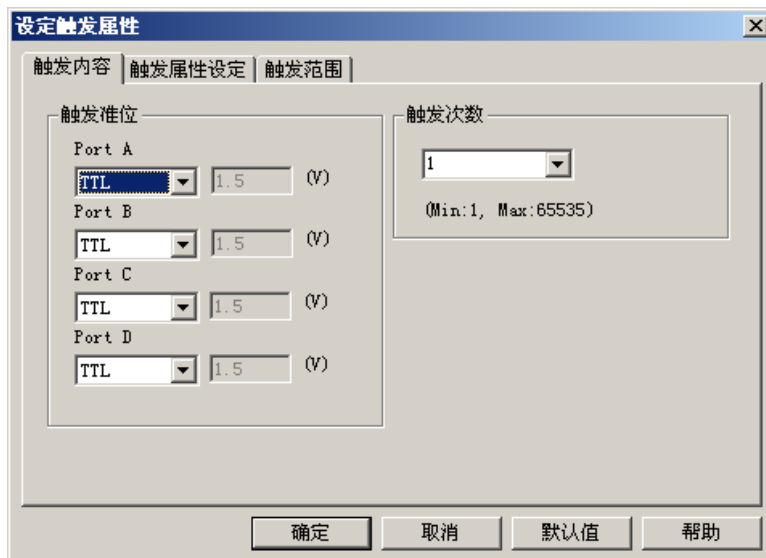 设定触发属性
触发内容 触发属性设定 触发范围
触发准位
Port A
TTL 1.5 (V)
Port B
TTL 1.5 (V)
Port C
TTL 1.5 (V)
Port D
TTL 1.5 (V)
触发次数
1
(Min:1, Max:65535)
确定 取消 默认值 帮助